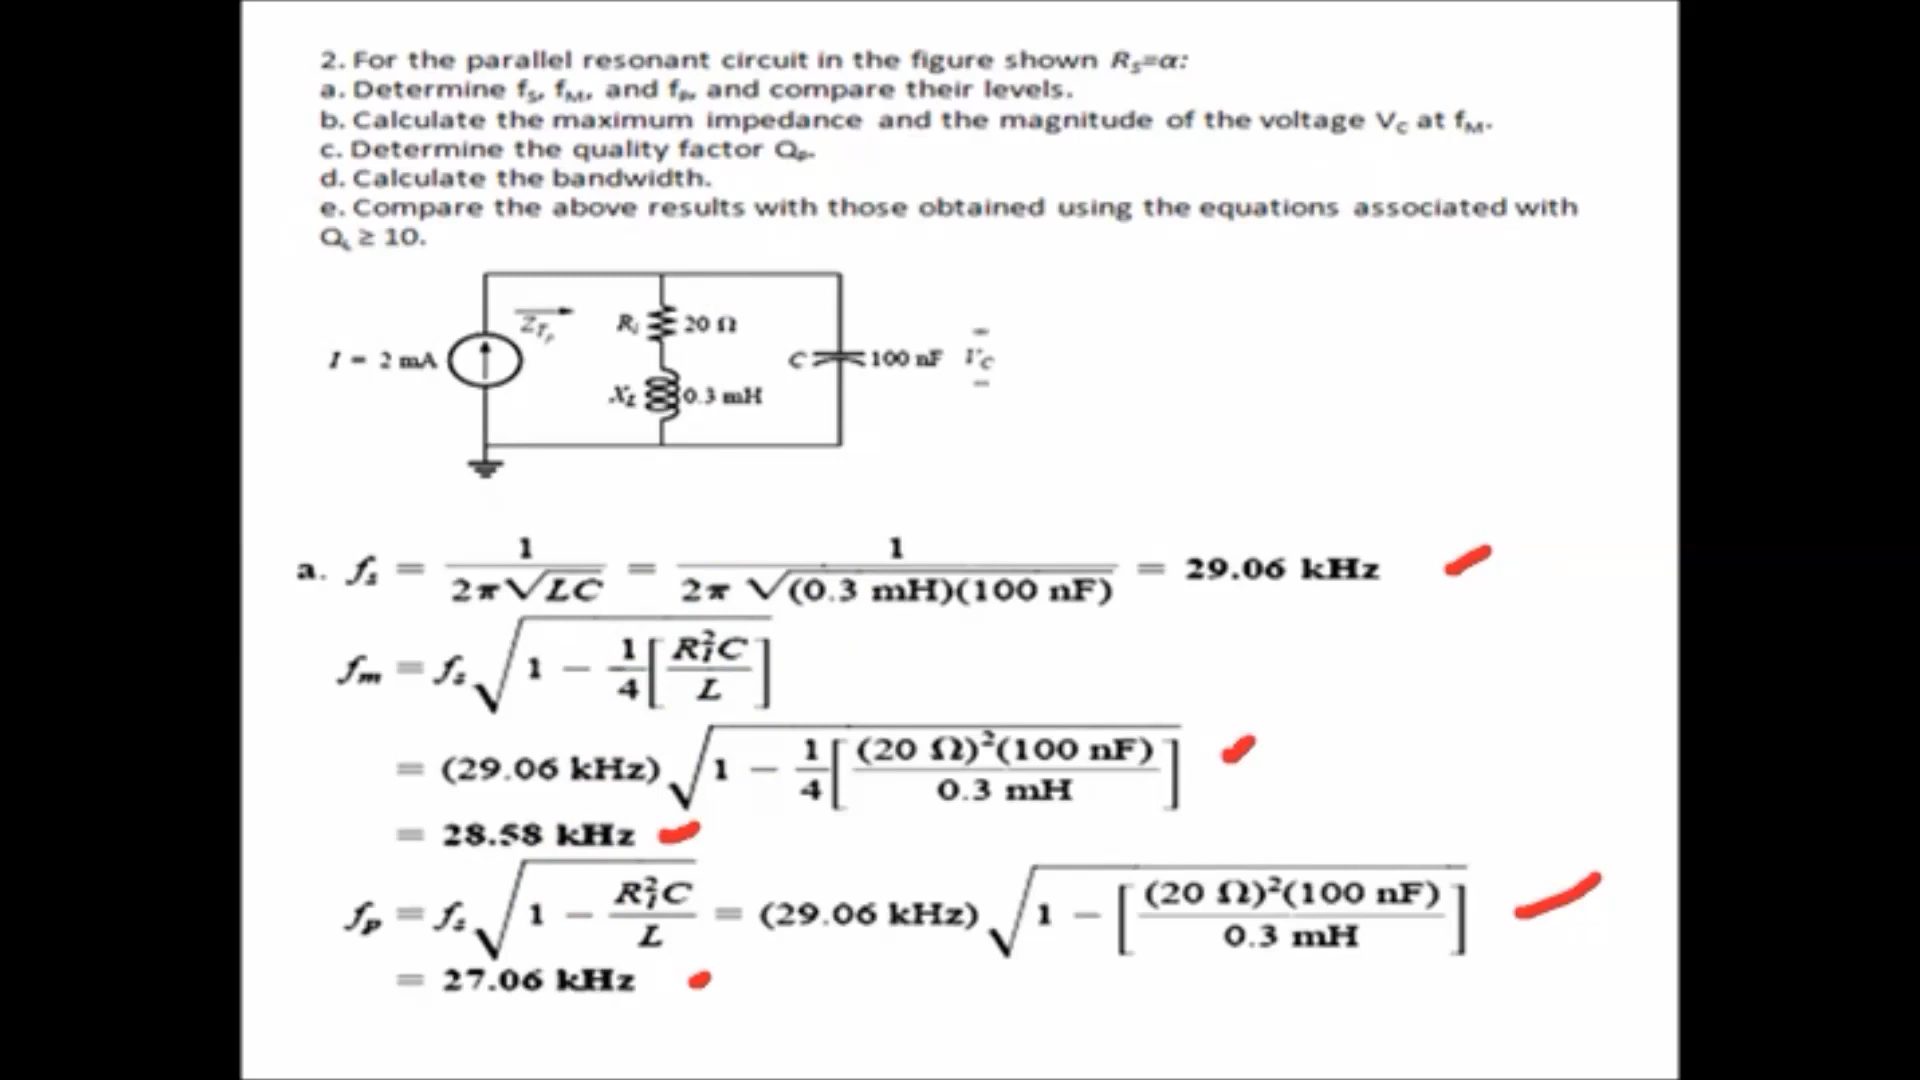 2. For the parallel resonant circuit in the figure shown Rₛ=α:
a. Determine fₛ, f_M, and fₚ, and compare their levels.
b. Calculate the maximum impedance and the magnitude of the voltage V_C at f_M.
c. Determine the quality factor Qₚ.
d. Calculate the bandwidth.
e. Compare the above results with those obtained using the equations associated with
Qₗ ≥ 10.
Z_Tₚ
Rₗ 20 Ω
I = 2 mA
C 100 nF V_C
X_L 0.3 mH
a. fₛ = 1/(2π√LC) = 1/(2π √(0.3 mH)(100 nF)) = 29.06 kHz
fₘ = fₛ √(1 − 1/4[Rₗ²C/L])
= (29.06 kHz) √(1 − 1/4[(20 Ω)²(100 nF)/0.3 mH])
= 28.58 kHz
fₚ = fₛ √(1 − Rₗ²C/L) = (29.06 kHz) √(1 − [(20 Ω)²(100 nF)/0.3 mH])
= 27.06 kHz